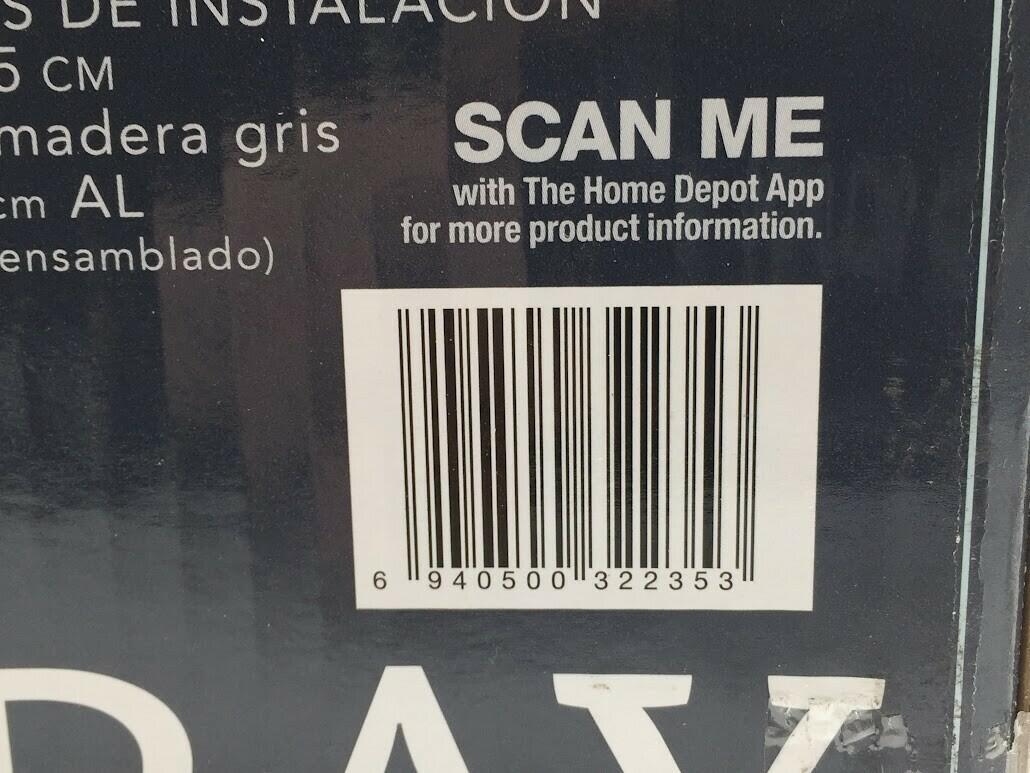 S DE INSTALACIÓN
5 CM
madera gris
cm AL
ensamblado)
SCAN ME
with The Home Depot App
for more product information.
6 940500 322353